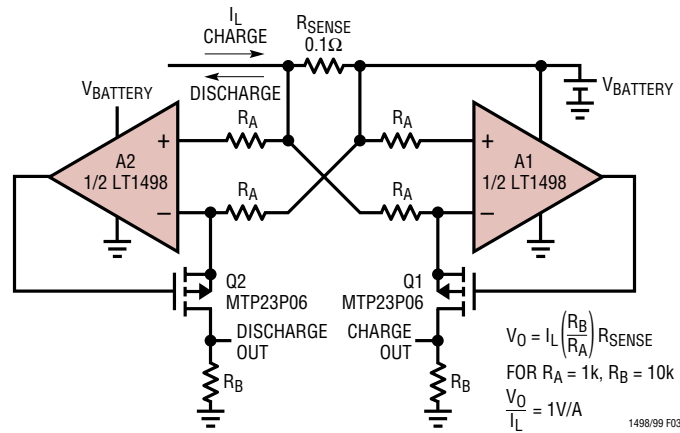 I_L
CHARGE
R_SENSE
0.1Ω
DISCHARGE
V_BATTERY
V_BATTERY
R_A
R_A
+
+
A2
1/2 LT1498
A1
1/2 LT1498
R_A
R_A
–
–
Q2
MTP23P06
Q1
MTP23P06
DISCHARGE
OUT
CHARGE
OUT
R_B
R_B
V_O = I_L (R_B/R_A) R_SENSE
FOR R_A = 1k, R_B = 10k
V_O/I_L = 1V/A
1498/99 F03